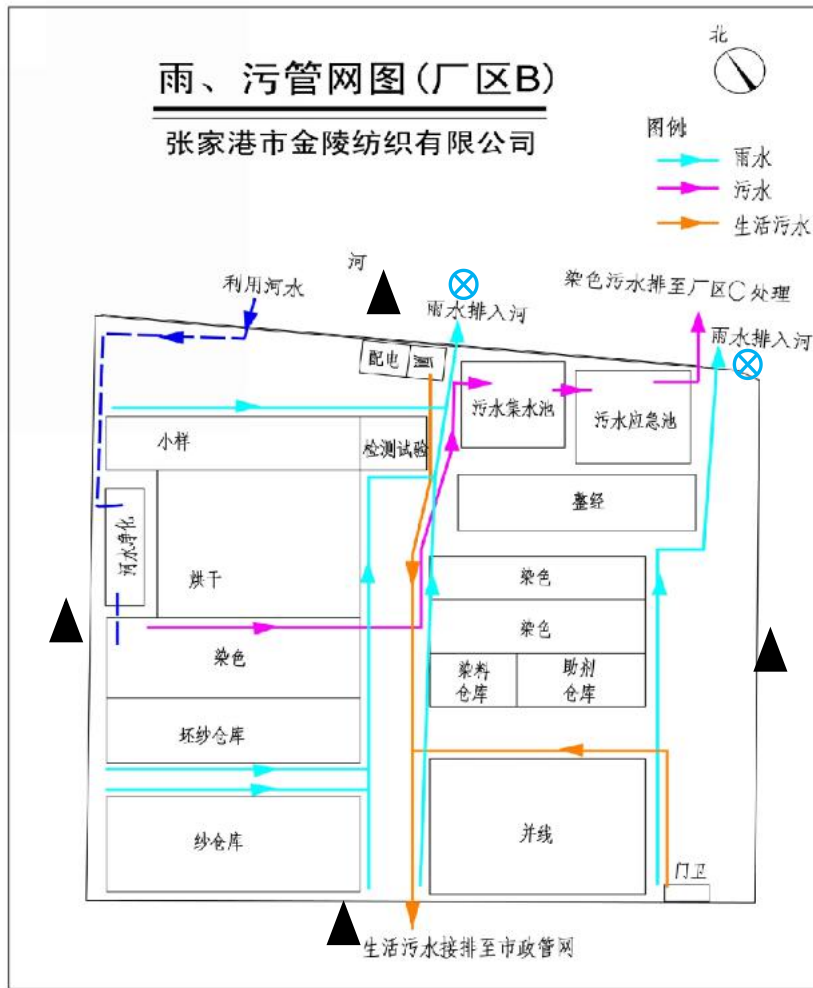 北
雨、污管网图(厂区B)
张家港市金陵纺织有限公司
图例
雨水
污水
生活污水
河
利用河水
染色污水排至厂区C处理
雨水排入河
雨水排入河
配电
污水集水池
污水应急池
小样
检测试验
整经
河水净化
烘干
染色
染色
染色
染料
仓库
助剂
仓库
坯纱仓库
纱仓库
并线
门卫
生活污水接排至市政管网